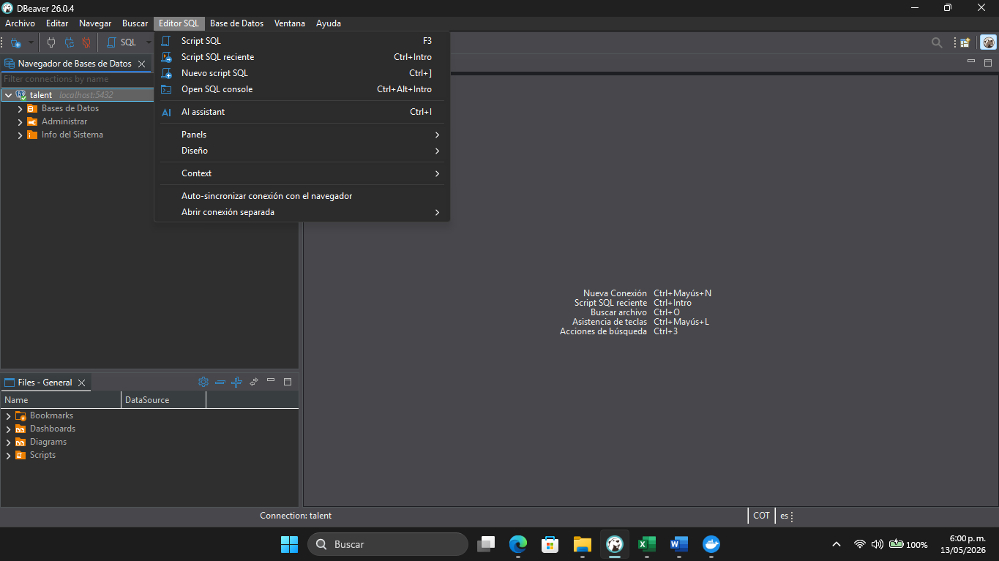 DBeaver 26.0.4
Archivo Editar Navegar Buscar Editor SQL Base de Datos Ventana Ayuda
SQL
Navegador de Bases de Datos
Filter connections by name
talent localhost:5432
Bases de Datos
Administrar
Info del Sistema
Script SQL F3
Script SQL reciente Ctrl+Intro
Nuevo script SQL Ctrl+]
Open SQL console Ctrl+Alt+Intro
AI AI assistant Ctrl+I
Panels
Diseño
Context
Auto-sincronizar conexión con el navegador
Abrir conexión separada
Nueva Conexión Ctrl+Mayús+N
Script SQL reciente Ctrl+Intro
Buscar archivo Ctrl+O
Asistencia de teclas Ctrl+Mayús+L
Acciones de búsqueda Ctrl+3
Files - General
Name DataSource
Bookmarks
Dashboards
Diagrams
Scripts
Connection: talent COT es
Buscar
100%
6:00 p. m.
13/05/2026